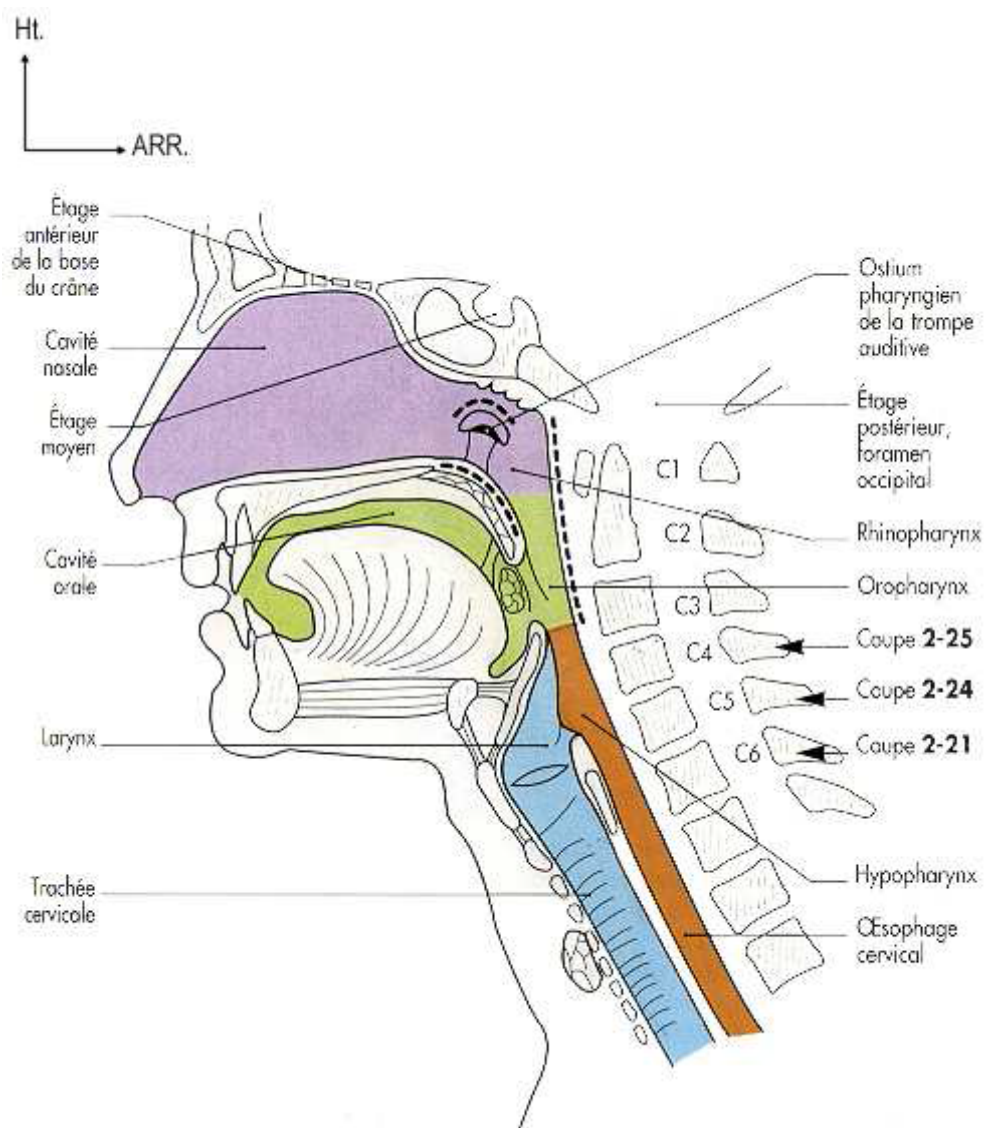 Ht.
ARR.
Étage
antérieur
de la base
du crâne
Cavité
nasale
Étage
moyen
Cavité
orale
Larynx
Trachée
cervicale
Ostium
pharyngien
de la trompe
auditive
Étage
postérieur,
foramen
occipital
Rhinopharynx
Oropharynx
Coupe 2-25
Coupe 2-24
Coupe 2-21
Hypopharynx
Œsophage
cervical
C1
C2
C3
C4
C5
C6